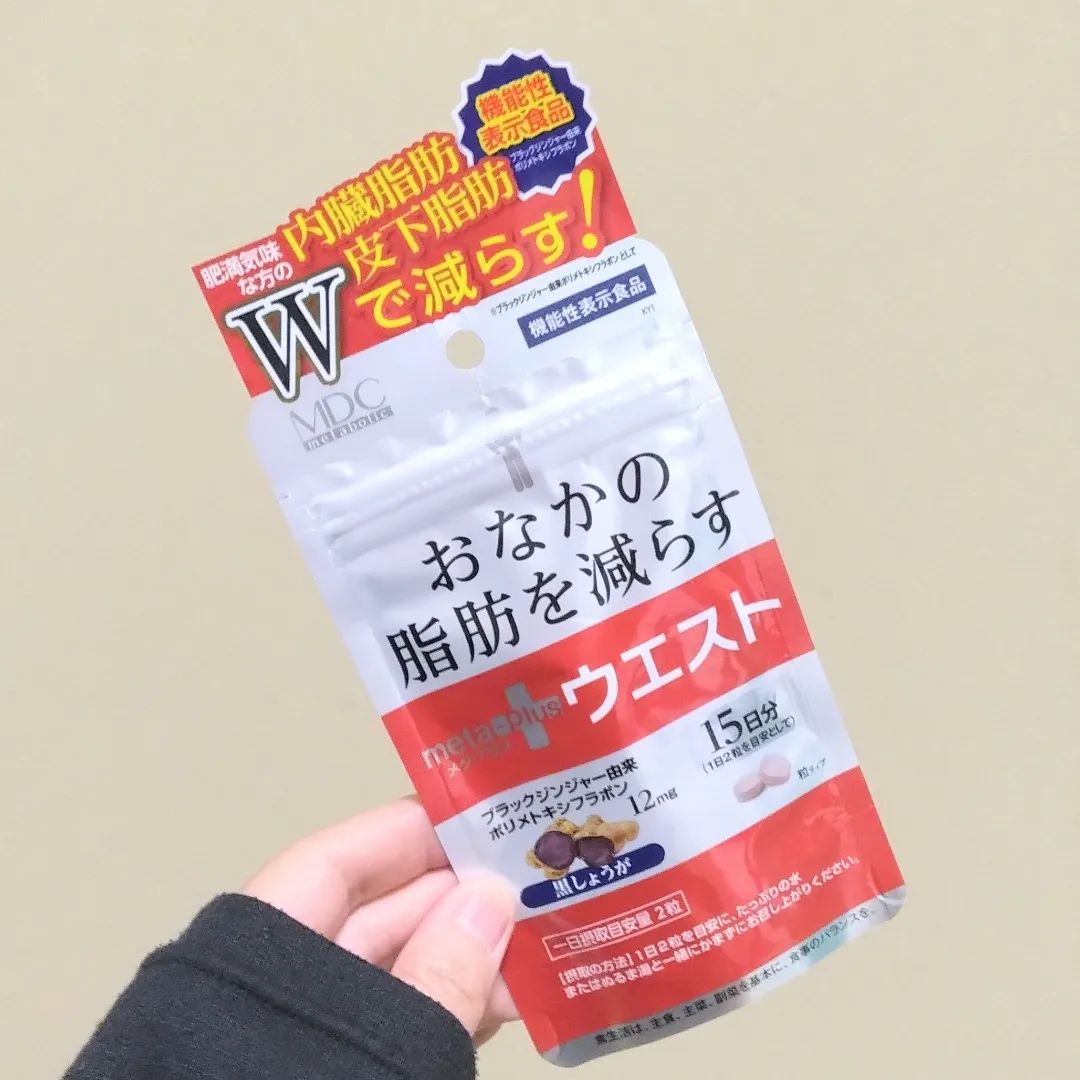 機能性
表示食品
ブラックジンジャー由来
ポリメトキシフラボン
肥満気味
な方の
内臓脂肪
皮下脂肪
W
で減らす!
※ブラックジンジャー由来ポリメトキシフラボンとして
機能性表示食品
KY1
MDC
metabolic
おなかの
脂肪を減らす
meta+plus
メタプラス
ウエスト
15日分
(1日2粒を目安として)
粒タイプ
ブラックジンジャー由来
ポリメトキシフラボン 12mg
黒しょうが
一日摂取目安量 2粒
【摂取の方法】1日2粒を目安に、たっぷりの水
またはぬるま湯と一緒にかまずにお召し上がりください。
食生活は、主食、主菜、副菜を基本に、食事のバランスを。